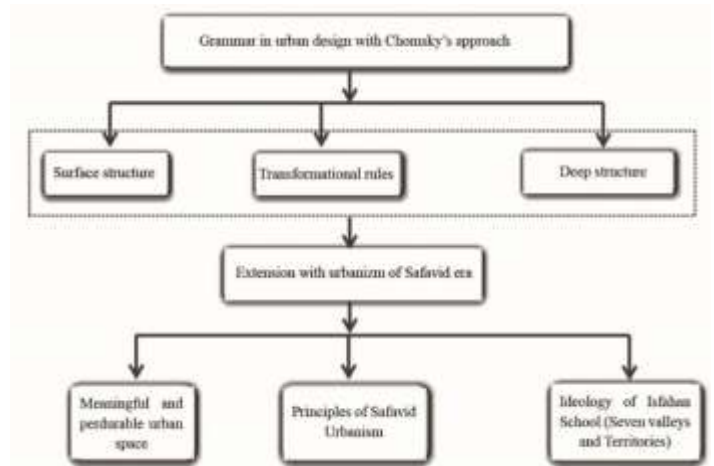 Grammar in urban design with Chomsky's approach
Surface structure
Transformational rules
Deep structure
Extension with urbanizm of Safavid era
Meaningful and
perdurable urban
space
Principles of Safavid
Urbanism
Ideology of Isfahan
School (Seven valleys
and Territories)